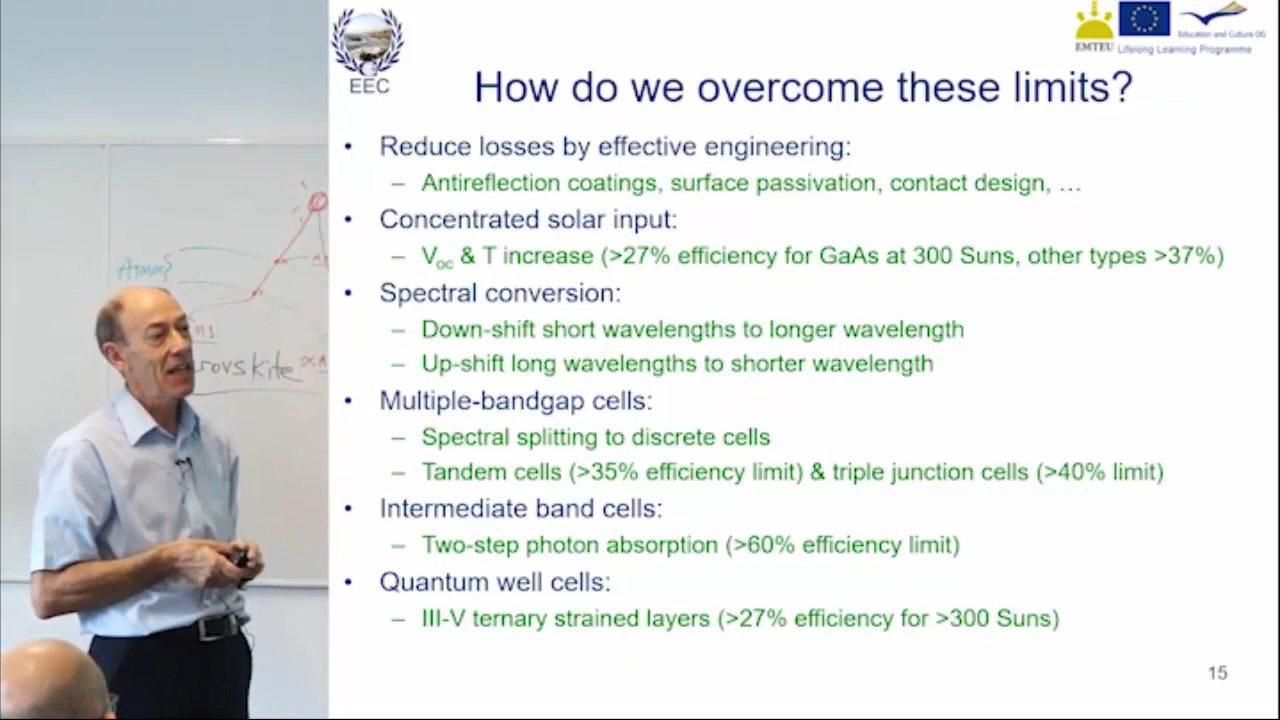 EEC
EMTEU
Education and Culture DG
Lifelong Learning Programme
How do we overcome these limits?
• Reduce losses by effective engineering:
– Antireflection coatings, surface passivation, contact design, …
• Concentrated solar input:
– Voc & T increase (>27% efficiency for GaAs at 300 Suns, other types >37%)
• Spectral conversion:
– Down-shift short wavelengths to longer wavelength
– Up-shift long wavelengths to shorter wavelength
• Multiple-bandgap cells:
– Spectral splitting to discrete cells
– Tandem cells (>35% efficiency limit) & triple junction cells (>40% limit)
• Intermediate band cells:
– Two-step photon absorption (>60% efficiency limit)
• Quantum well cells:
– III-V ternary strained layers (>27% efficiency for >300 Suns)
15
rovskite